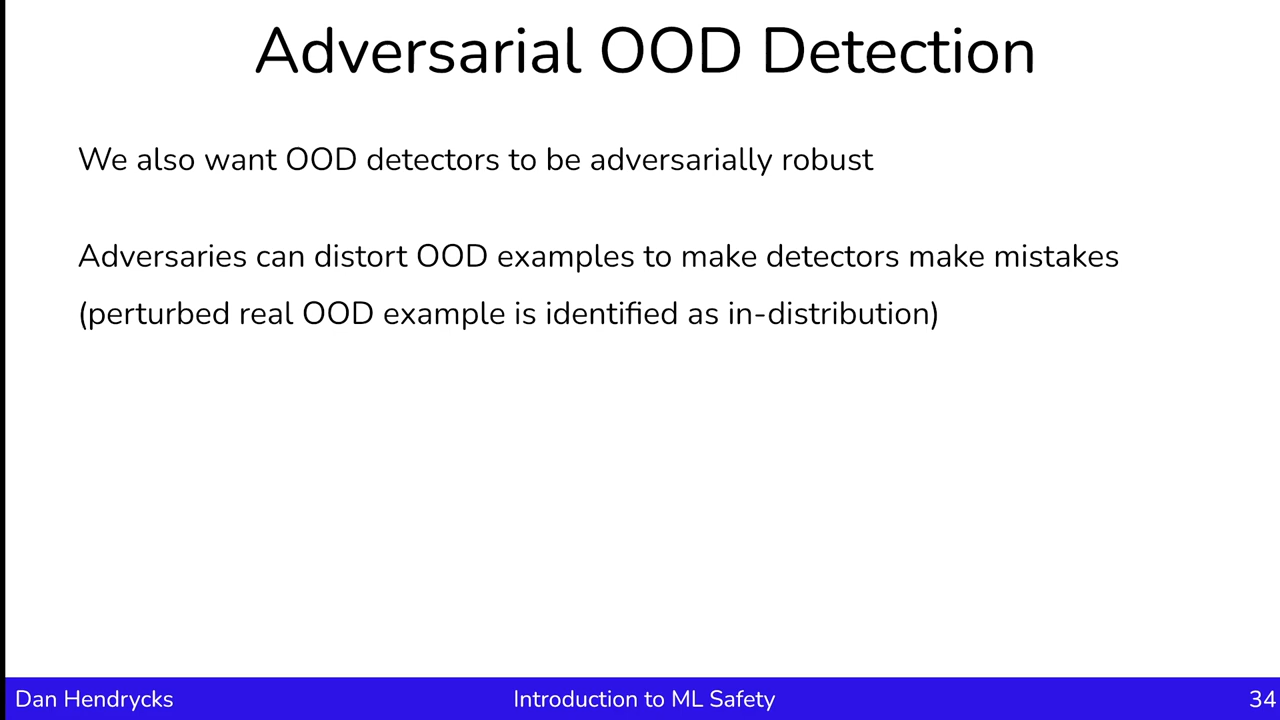 Adversarial OOD Detection
We also want OOD detectors to be adversarially robust
Adversaries can distort OOD examples to make detectors make mistakes
(perturbed real OOD example is identified as in-distribution)
Dan Hendrycks
Introduction to ML Safety
34